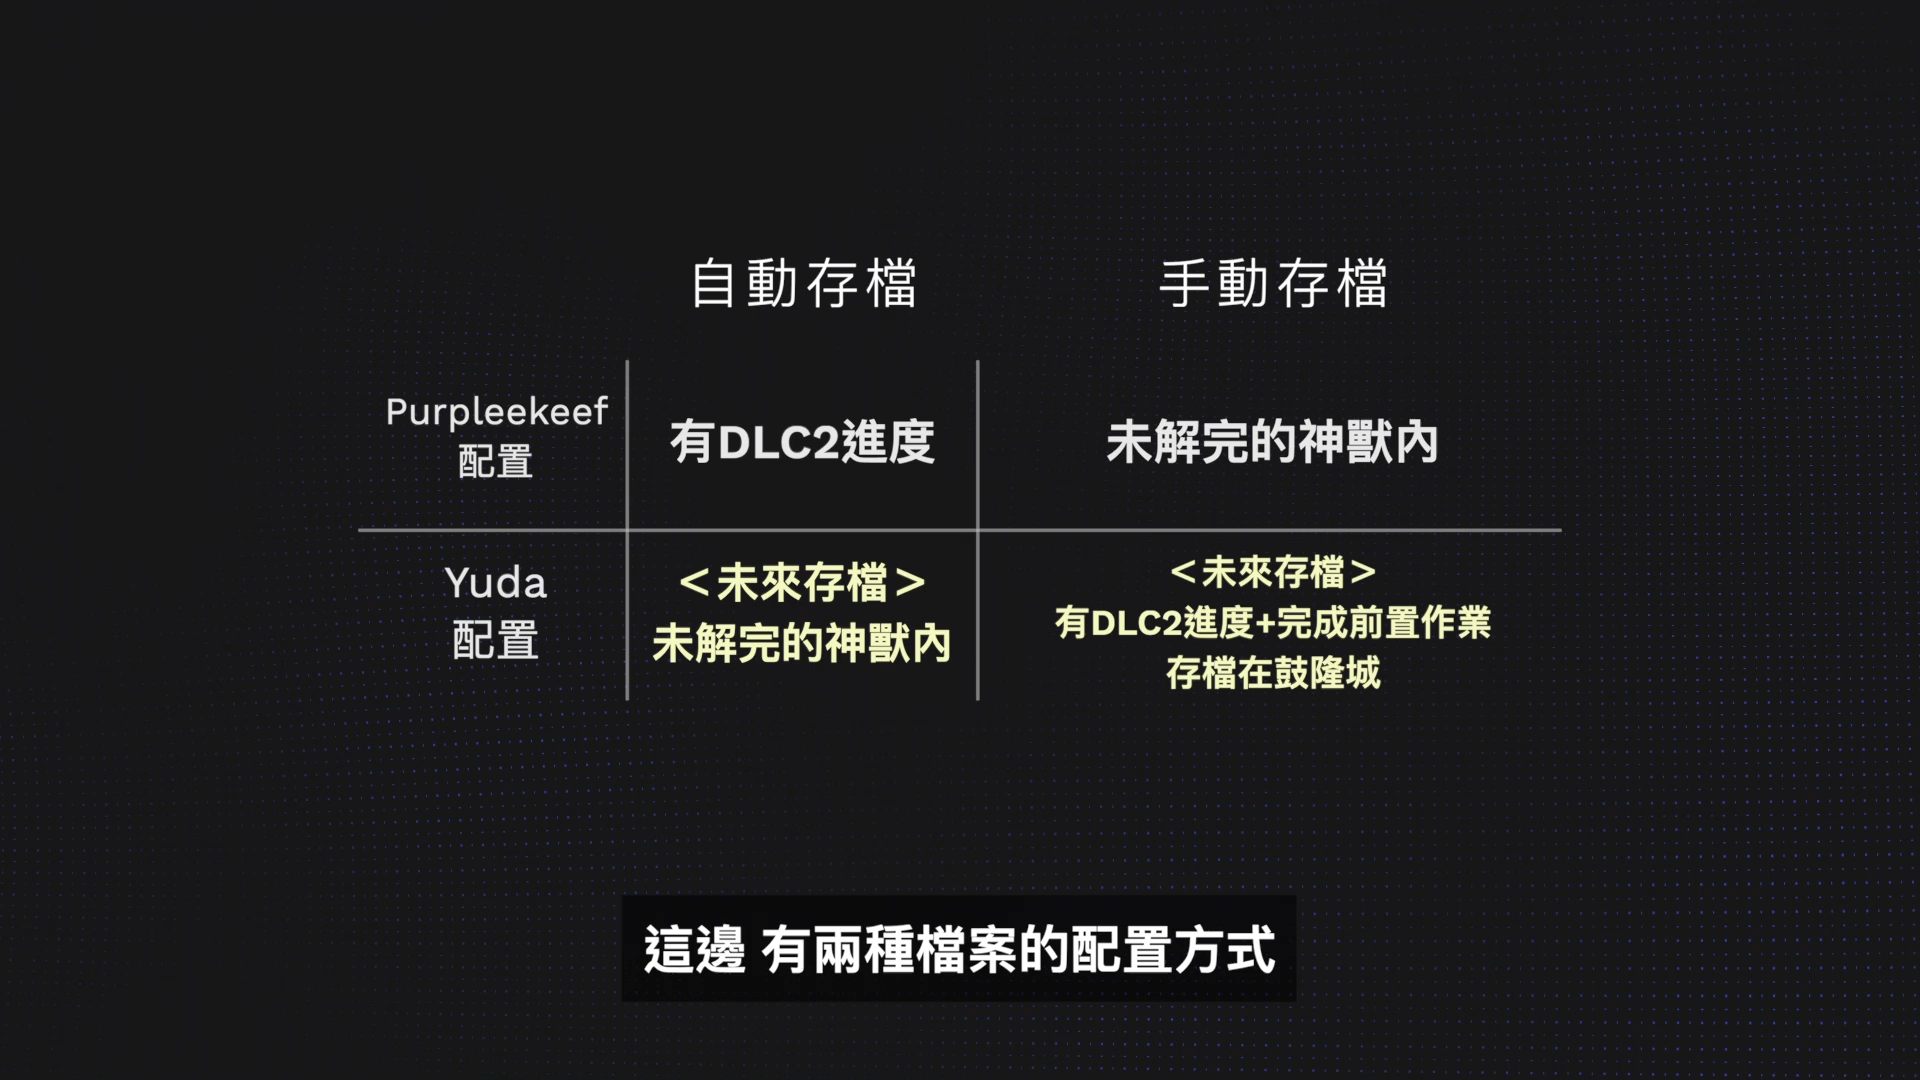 自動存檔
手動存檔
Purpleekeef
配置
有DLC2進度
未解完的神獸內
Yuda
配置
＜未來存檔＞
未解完的神獸內
＜未來存檔＞
有DLC2進度+完成前置作業
存檔在鼓隆城
這邊 有兩種檔案的配置方式